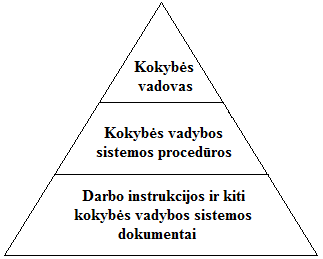 Kokybės
vadovas
Kokybės vadybos
sistemos procedūros
Darbo instrukcijos ir kiti
kokybės vadybos sistemos
dokumentai